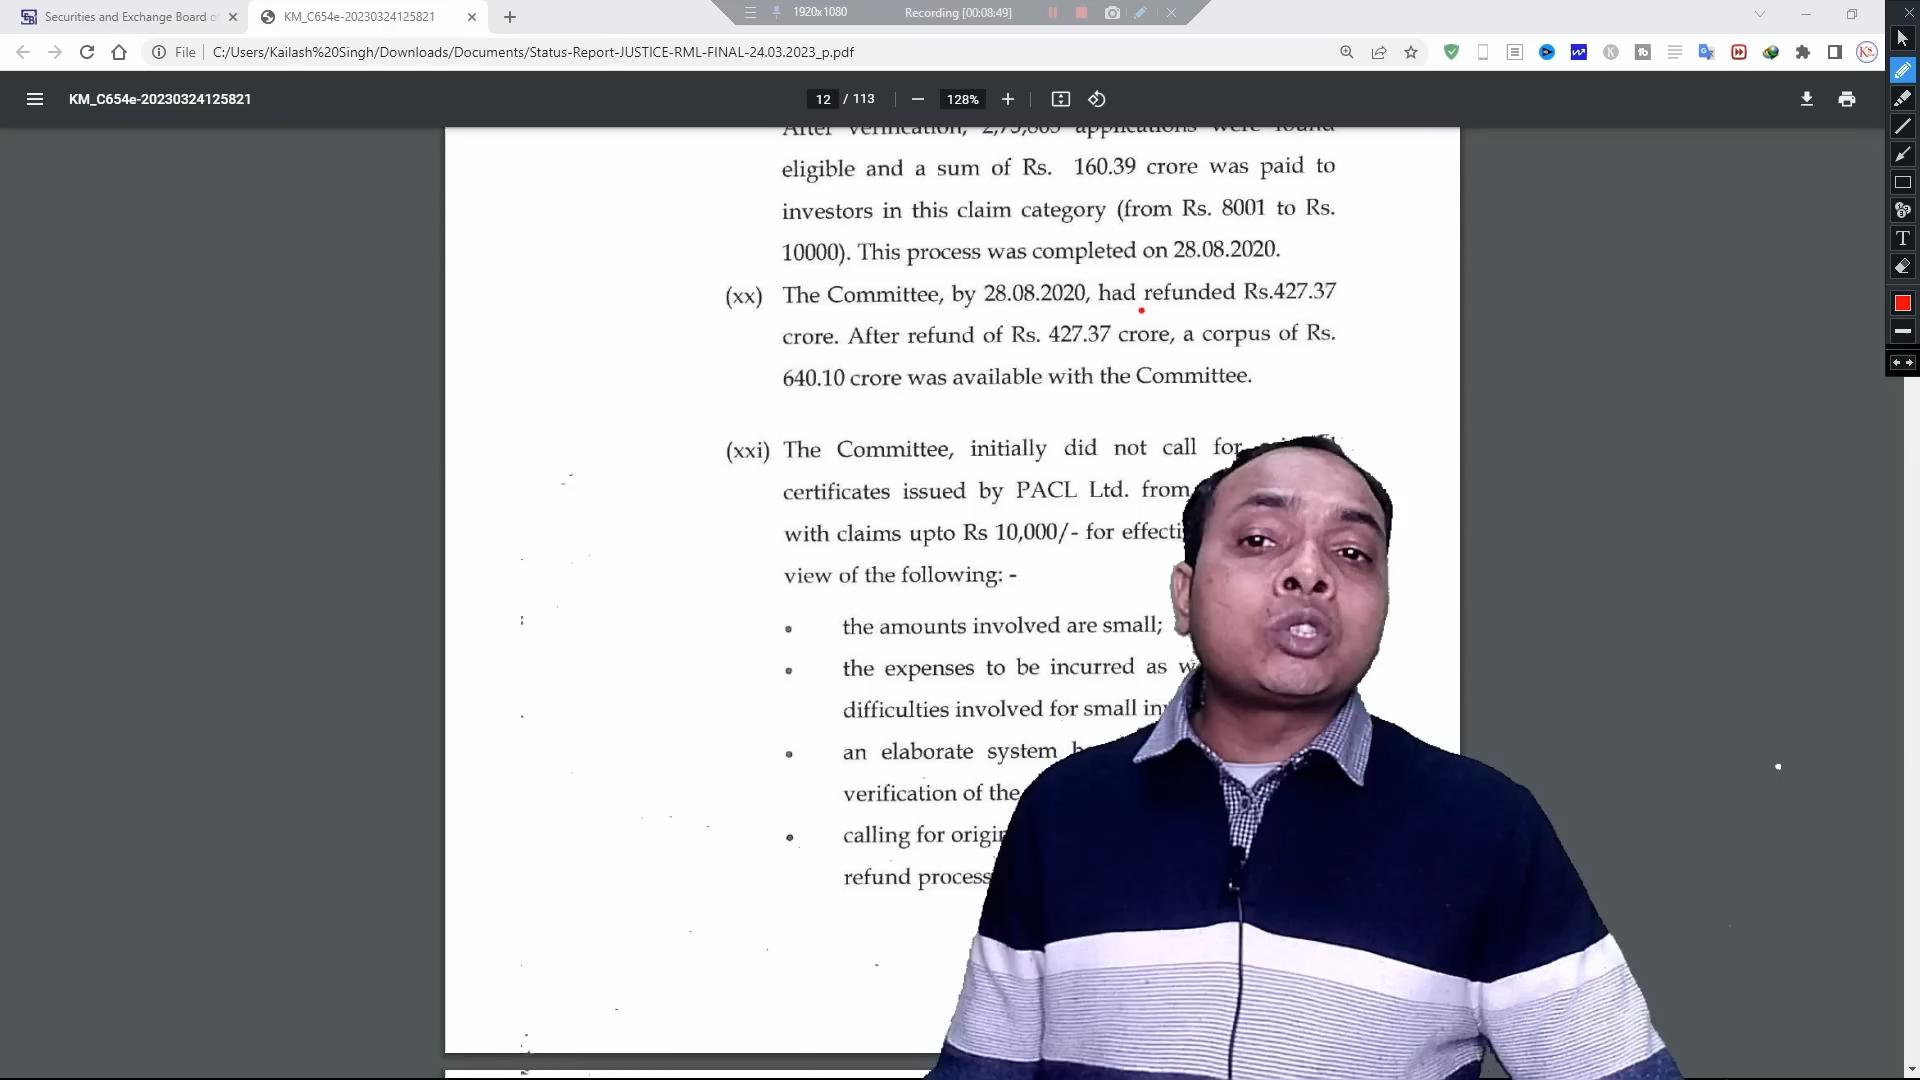 Securities and Exchange Board o
KM_C654e-20230324125821
1920x1080
Recording [00:08:49]
File
C:/Users/Kailash%20Singh/Downloads/Documents/Status-Report-JUSTICE-RML-FINAL-24.03.2023_p.pdf
KM_C654e-20230324125821
12 / 113
128%
After verification, applications were found
eligible and a sum of Rs. 160.39 crore was paid to
investors in this claim category (from Rs. 8001 to Rs.
10000). This process was completed on 28.08.2020.
(xx) The Committee, by 28.08.2020, had refunded Rs.427.37
crore. After refund of Rs. 427.37 crore, a corpus of Rs.
640.10 crore was available with the Committee.
(xxi) The Committee, initially did not call for
certificates issued by PACL Ltd. from
with claims upto Rs 10,000/- for effecti
view of the following: -
• the amounts involved are small;
• the expenses to be incurred as w
difficulties involved for small in
• an elaborate system
verification of the
• calling for origin
refund process